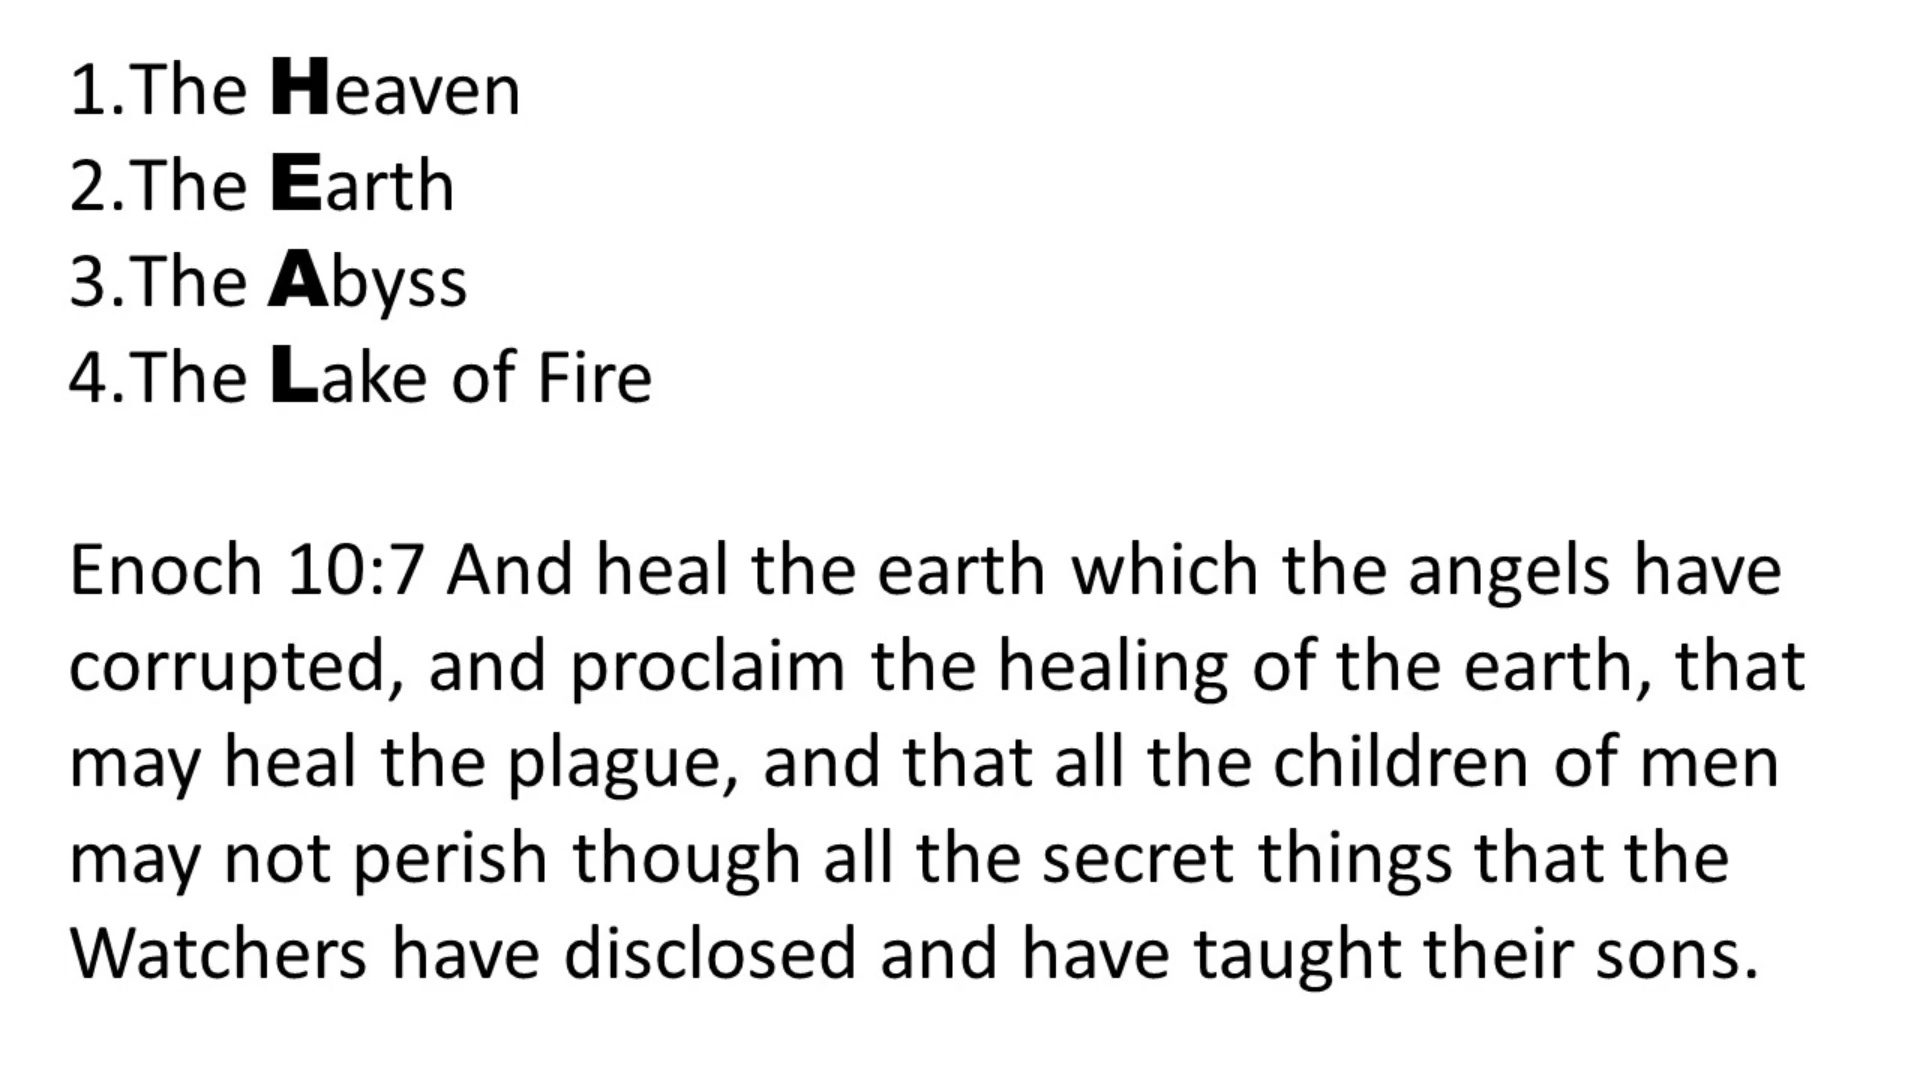 1.The Heaven
2.The Earth
3.The Abyss
4.The Lake of Fire
Enoch 10:7 And heal the earth which the angels have
corrupted, and proclaim the healing of the earth, that
may heal the plague, and that all the children of men
may not perish though all the secret things that the
Watchers have disclosed and have taught their sons.